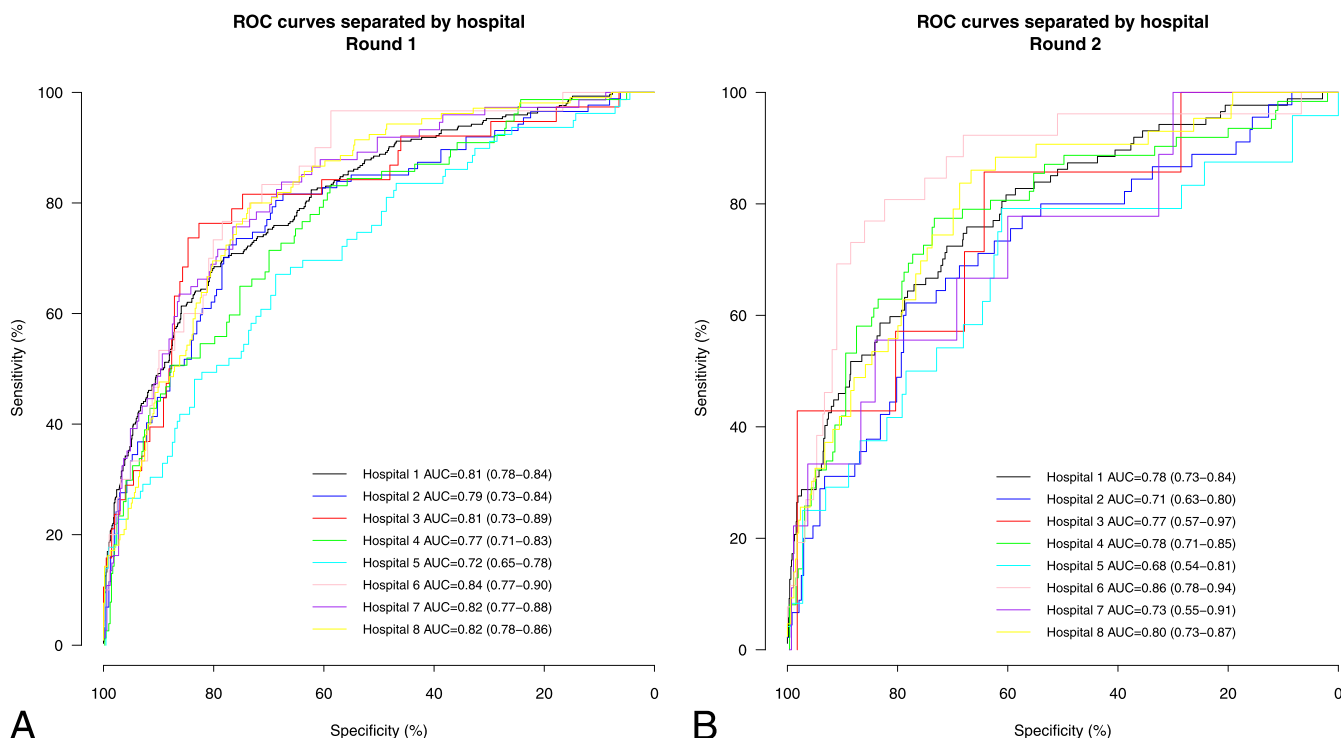 ROC curves separated by hospital
Round 1
100
80
60
40
20
0
Sensitivity (%)
Hospital 1 AUC=0.81 (0.78−0.84)
Hospital 2 AUC=0.79 (0.73−0.84)
Hospital 3 AUC=0.81 (0.73−0.89)
Hospital 4 AUC=0.77 (0.71−0.83)
Hospital 5 AUC=0.72 (0.65−0.78)
Hospital 6 AUC=0.84 (0.77−0.90)
Hospital 7 AUC=0.82 (0.77−0.88)
Hospital 8 AUC=0.82 (0.78−0.86)
100 80 60 40 20 0
Specificity (%)
A
ROC curves separated by hospital
Round 2
100
80
60
40
20
0
Sensitivity (%)
Hospital 1 AUC=0.78 (0.73−0.84)
Hospital 2 AUC=0.71 (0.63−0.80)
Hospital 3 AUC=0.77 (0.57−0.97)
Hospital 4 AUC=0.78 (0.71−0.85)
Hospital 5 AUC=0.68 (0.54−0.81)
Hospital 6 AUC=0.86 (0.78−0.94)
Hospital 7 AUC=0.73 (0.55−0.91)
Hospital 8 AUC=0.80 (0.73−0.87)
100 80 60 40 20 0
Specificity (%)
B